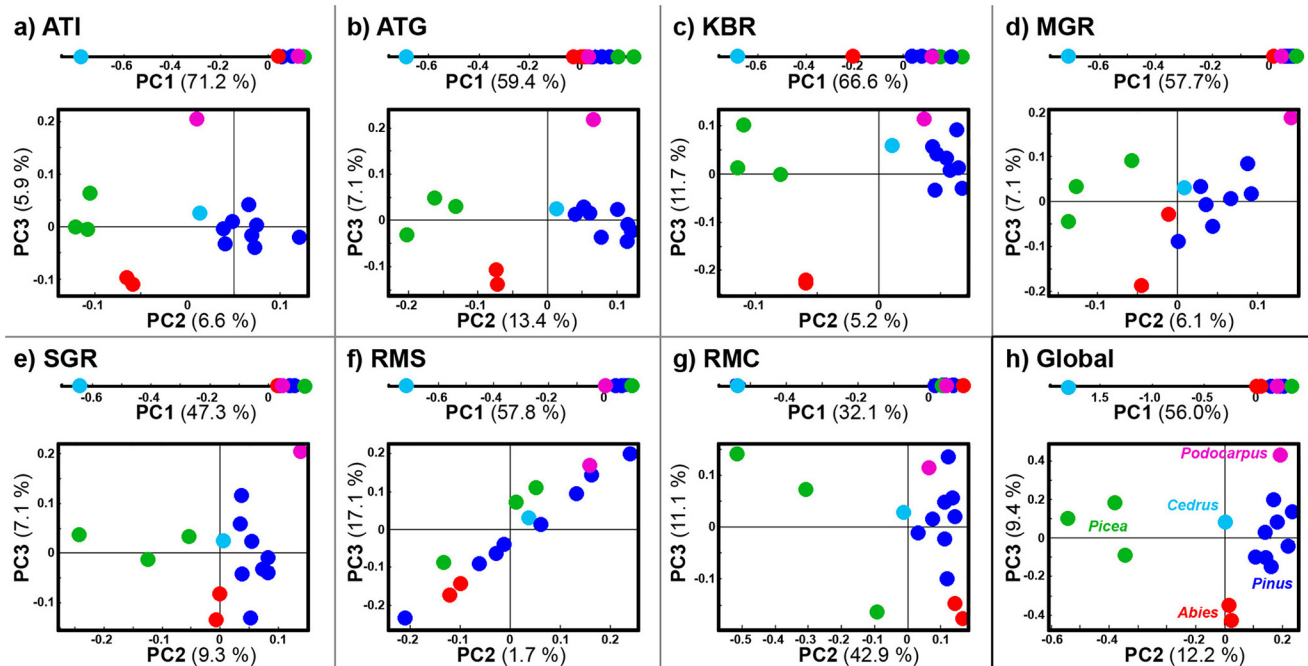 a) ATI
-0.6 -0.4 -0.2 0
PC1 (71.2 %)
0.2
0.1
0
-0.1
PC3 (5.9 %)
-0.1 0 0.1
PC2 (6.6 %)
b) ATG
-0.6 -0.4 -0.2 0
PC1 (59.4 %)
0.2
0.1
0
-0.1
PC3 (7.1 %)
-0.2 -0.1 0 0.1
PC2 (13.4 %)
c) KBR
-0.6 -0.4 -0.2 0
PC1 (66.6 %)
0.1
0
-0.1
-0.2
PC3 (11.7 %)
-0.1 0
PC2 (5.2 %)
d) MGR
-0.6 -0.4 -0.2 0
PC1 (57.7%)
0.2
0.1
0
-0.1
-0.2
PC3 (7.1 %)
-0.1 0 0.1
PC2 (6.1 %)
e) SGR
-0.6 -0.4 -0.2 0
PC1 (47.3 %)
0.2
0.1
0
-0.1
PC3 (7.1 %)
-0.2 -0.1 0 0.1
PC2 (9.3 %)
f) RMS
-0.6 -0.4 -0.2 0
PC1 (57.8 %)
0.2
0.1
0
-0.1
-0.2
PC3 (17.1 %)
-0.2 -0.1 0 0.1 0.2
PC2 (1.7 %)
g) RMC
-0.5 -0.4 -0.2 0 0.1
PC1 (32.1 %)
0.2
0.1
0
-0.1
PC3 (11.1 %)
-0.5 -0.4 -0.3 -0.2 -0.1 0 0.1
PC2 (42.9 %)
h) Global
1.5 -1.0 -0.5 0
PC1 (56.0%)
0.4
0.2
0
-0.2
-0.4
PC3 (9.4 %)
Podocarpus
Cedrus
Picea
Pinus
Abies
-0.6 -0.4 -0.2 0 0.2
PC2 (12.2 %)